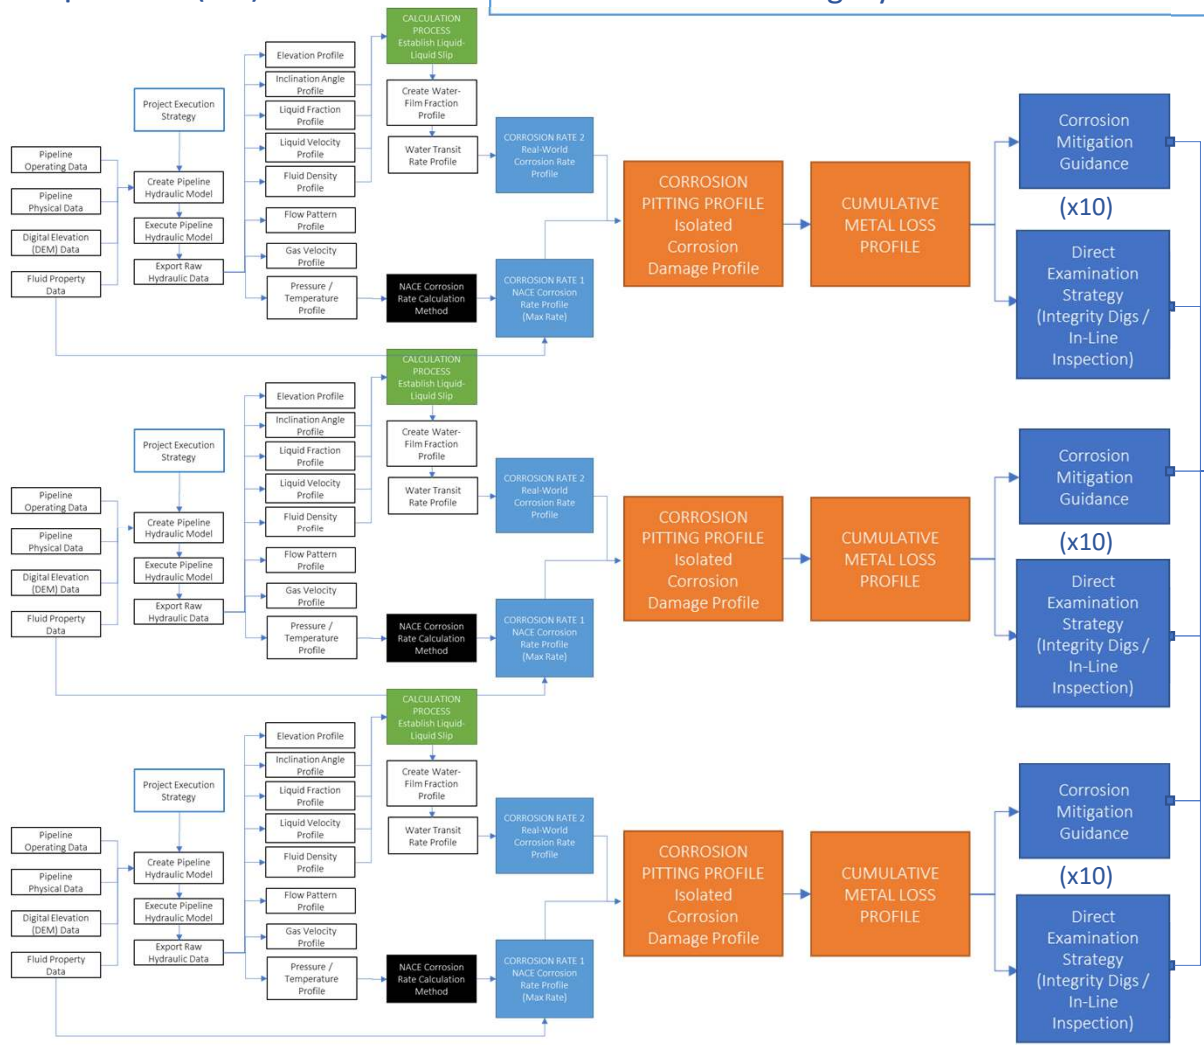 CALCULATION
PROCESS
Establish Liquid-
Liquid Slip
Elevation Profile
Inclination Angle
Profile
Project Execution
Strategy
Create Water-
Film Fraction
Profile
Liquid Fraction
Profile
Liquid Velocity
Profile
Water Transit
Rate Profile
CORROSION RATE 2
Real-World
Corrosion Rate
Profile
Pipeline
Operating Data
Create Pipeline
Hydraulic Model
Fluid Density
Profile
Pipeline
Physical Data
Execute Pipeline
Hydraulic Model
Flow Pattern
Profile
Digital Elevation
(DEM) Data
Export Raw
Hydraulic Data
Gas Velocity
Profile
Fluid Property
Data
Pressure /
Temperature
Profile
NACE Corrosion
Rate Calculation
Method
CORROSION RATE 1
NACE Corrosion
Rate Profile
(Max Rate)
CORROSION
PITTING PROFILE
Isolated
Corrosion
Damage Profile
CUMULATIVE
METAL LOSS
PROFILE
Corrosion
Mitigation
Guidance
(x10)
Direct
Examination
Strategy
(Integrity Digs /
In-Line
Inspection)
CALCULATION
PROCESS
Establish Liquid-
Liquid Slip
Elevation Profile
Inclination Angle
Profile
Project Execution
Strategy
Create Water-
Film Fraction
Profile
Liquid Fraction
Profile
Liquid Velocity
Profile
Water Transit
Rate Profile
CORROSION RATE 2
Real-World
Corrosion Rate
Profile
Pipeline
Operating Data
Create Pipeline
Hydraulic Model
Fluid Density
Profile
Pipeline
Physical Data
Execute Pipeline
Hydraulic Model
Flow Pattern
Profile
Digital Elevation
(DEM) Data
Export Raw
Hydraulic Data
Gas Velocity
Profile
Fluid Property
Data
Pressure /
Temperature
Profile
NACE Corrosion
Rate Calculation
Method
CORROSION RATE 1
NACE Corrosion
Rate Profile
(Max Rate)
CORROSION
PITTING PROFILE
Isolated
Corrosion
Damage Profile
CUMULATIVE
METAL LOSS
PROFILE
Corrosion
Mitigation
Guidance
(x10)
Direct
Examination
Strategy
(Integrity Digs /
In-Line
Inspection)
CALCULATION
PROCESS
Establish Liquid-
Liquid Slip
Elevation Profile
Inclination Angle
Profile
Project Execution
Strategy
Create Water-
Film Fraction
Profile
Liquid Fraction
Profile
Liquid Velocity
Profile
Water Transit
Rate Profile
CORROSION RATE 2
Real-World
Corrosion Rate
Profile
Pipeline
Operating Data
Create Pipeline
Hydraulic Model
Fluid Density
Profile
Pipeline
Physical Data
Execute Pipeline
Hydraulic Model
Flow Pattern
Profile
Digital Elevation
(DEM) Data
Export Raw
Hydraulic Data
Gas Velocity
Profile
Fluid Property
Data
Pressure /
Temperature
Profile
NACE Corrosion
Rate Calculation
Method
CORROSION RATE 1
NACE Corrosion
Rate Profile
(Max Rate)
CORROSION
PITTING PROFILE
Isolated
Corrosion
Damage Profile
CUMULATIVE
METAL LOSS
PROFILE
Corrosion
Mitigation
Guidance
(x10)
Direct
Examination
Strategy
(Integrity Digs /
In-Line
Inspection)